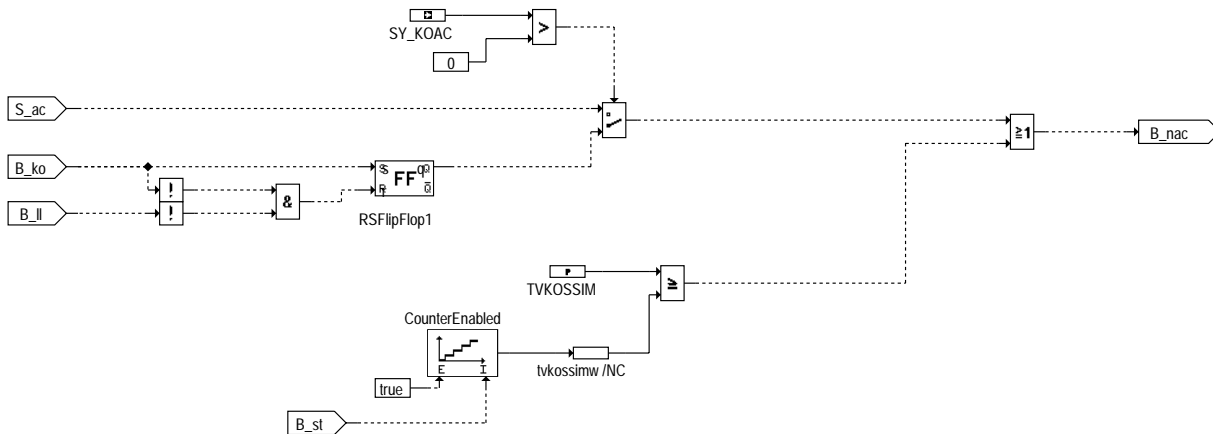 SY_KOAC
>
0
S_ac
≥1
B_nac
B_ko
S
FF
q
Q
R
Q
!
&
B_ll
!
RSFlipFlop1
P
TVKOSSIM
≥
CounterEnabled
E
I
tvkossimw /NC
true
B_st